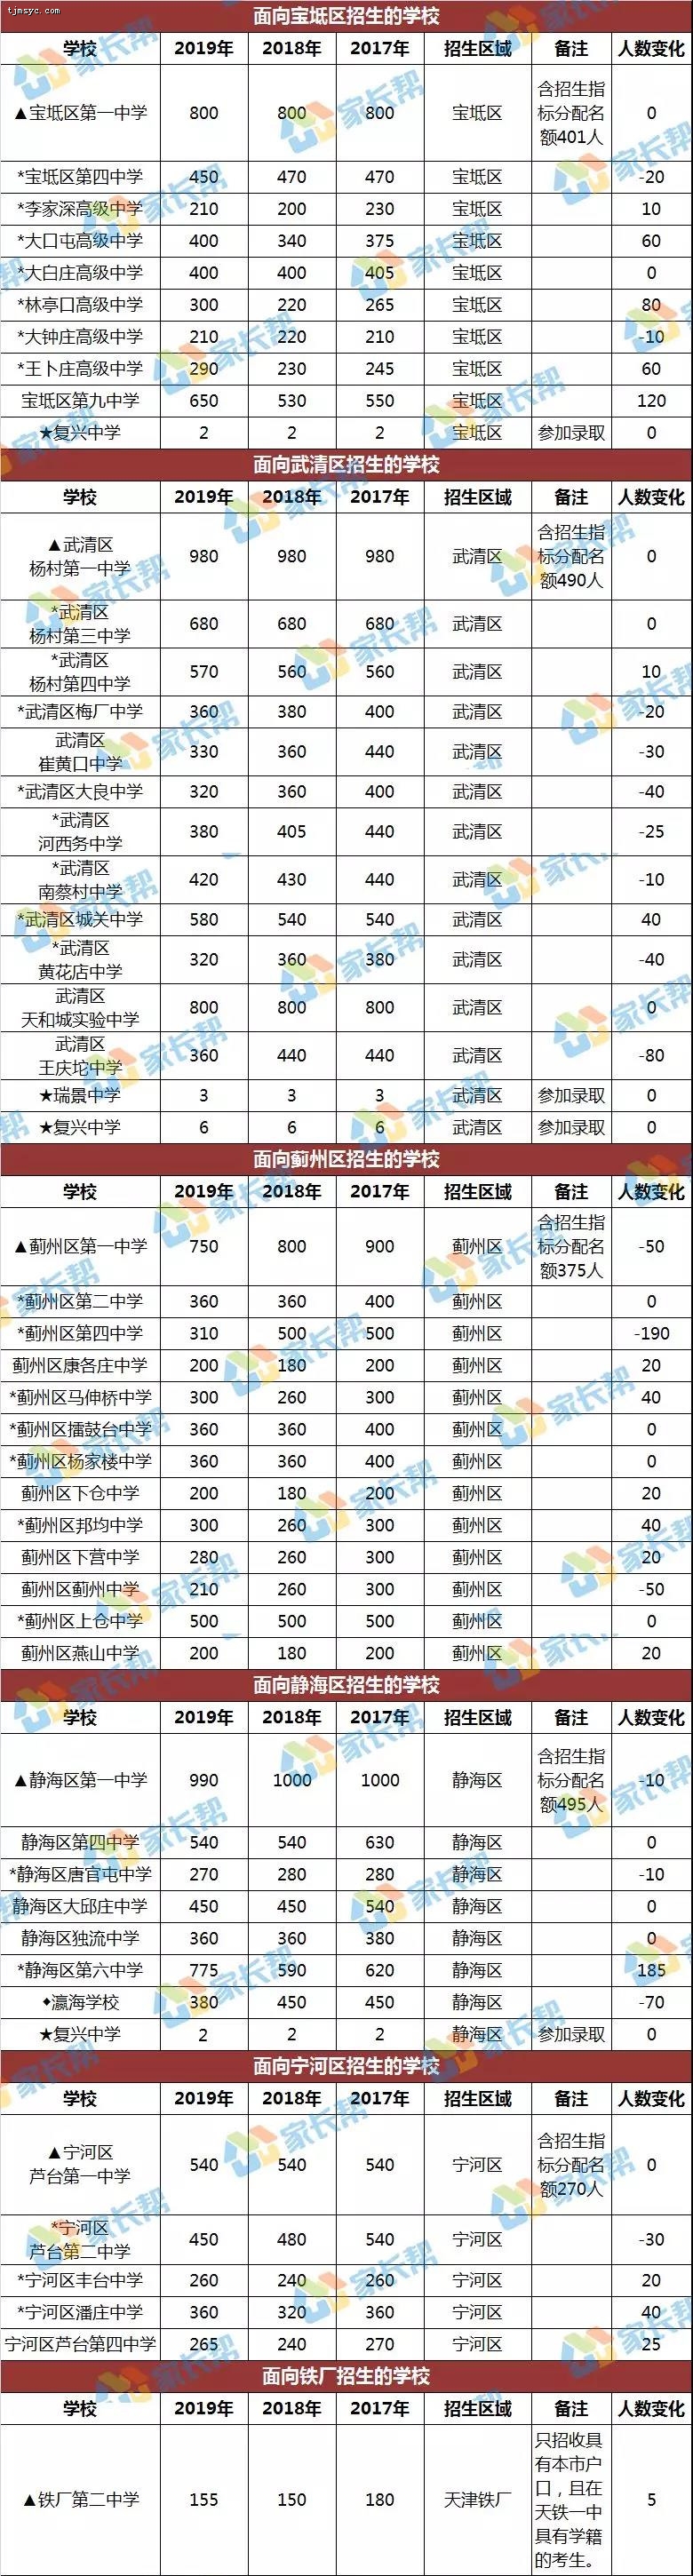 tjmsyc.com
面向宝坻区招生的学校
学校 2019年 2018年 2017年 招生区域 备注 人数变化
▲宝坻区第一中学 800 800 800 宝坻区 含招生指标分配名额401人 0
*宝坻区第四中学 450 470 470 宝坻区 -20
*李家深高级中学 210 200 230 宝坻区 10
*大口屯高级中学 400 340 375 宝坻区 60
*大白庄高级中学 400 400 405 宝坻区 0
*林亭口高级中学 300 220 265 宝坻区 80
*大钟庄高级中学 210 220 210 宝坻区 -10
*王卜庄高级中学 290 230 245 宝坻区 60
宝坻区第九中学 650 530 550 宝坻区 120
★复兴中学 2 2 2 宝坻区 参加录取 0
面向武清区招生的学校
学校 2019年 2018年 2017年 招生区域 备注 人数变化
▲武清区杨村第一中学 980 980 980 武清区 含招生指标分配名额490人 0
*武清区杨村第三中学 680 680 680 武清区 0
*武清区杨村第四中学 570 560 560 武清区 10
*武清区梅厂中学 360 380 400 武清区 -20
武清区崔黄口中学 330 360 440 武清区 -30
*武清区大良中学 320 360 400 武清区 -40
*武清区河西务中学 380 405 440 武清区 -25
*武清区南蔡村中学 420 430 440 武清区 -10
*武清区城关中学 580 540 540 武清区 40
*武清区黄花店中学 320 360 380 武清区 -40
武清区天和城实验中学 800 800 800 武清区 0
武清区王庆坨中学 360 440 440 武清区 -80
★瑞景中学 3 3 3 武清区 参加录取 0
★复兴中学 6 6 6 武清区 参加录取 0
面向蓟州区招生的学校
学校 2019年 2018年 2017年 招生区域 备注 人数变化
▲蓟州区第一中学 750 800 900 蓟州区 含招生指标分配名额375人 -50
*蓟州区第二中学 360 360 400 蓟州区 0
*蓟州区第四中学 310 500 500 蓟州区 -190
蓟州区康各庄中学 200 180 200 蓟州区 20
*蓟州区马伸桥中学 300 260 300 蓟州区 40
*蓟州区擂鼓台中学 360 360 400 蓟州区 0
*蓟州区杨家楼中学 360 360 400 蓟州区 0
蓟州区下仓中学 200 180 200 蓟州区 20
*蓟州区邦均中学 300 260 300 蓟州区 40
蓟州区下营中学 280 260 300 蓟州区 20
蓟州区蓟州中学 210 260 300 蓟州区 -50
*蓟州区上仓中学 500 500 500 蓟州区 0
蓟州区燕山中学 200 180 200 蓟州区 20
面向静海区招生的学校
学校 2019年 2018年 2017年 招生区域 备注 人数变化
▲静海区第一中学 990 1000 1000 静海区 含招生指标分配名额495人 -10
静海区第四中学 540 540 630 静海区 0
*静海区唐官屯中学 270 280 280 静海区 -10
静海区大邱庄中学 450 450 540 静海区 0
静海区独流中学 360 360 380 静海区 0
*静海区第六中学 775 590 620 静海区 185
◆瀛海学校 380 450 450 静海区 -70
★复兴中学 2 2 2 静海区 参加录取 0
面向宁河区招生的学校
学校 2019年 2018年 2017年 招生区域 备注 人数变化
▲宁河区芦台第一中学 540 540 540 宁河区 含招生指标分配名额270人 0
*宁河区芦台第二中学 450 480 540 宁河区 -30
*宁河区丰台中学 260 240 260 宁河区 20
*宁河区潘庄中学 360 320 360 宁河区 40
宁河区芦台第四中学 265 240 270 宁河区 25
面向铁厂招生的学校
学校 2019年 2018年 2017年 招生区域 备注 人数变化
▲铁厂第二中学 155 150 180 天津铁厂 只招收具有本市户口，且在天铁一中具有学籍的考生。 5
家长帮